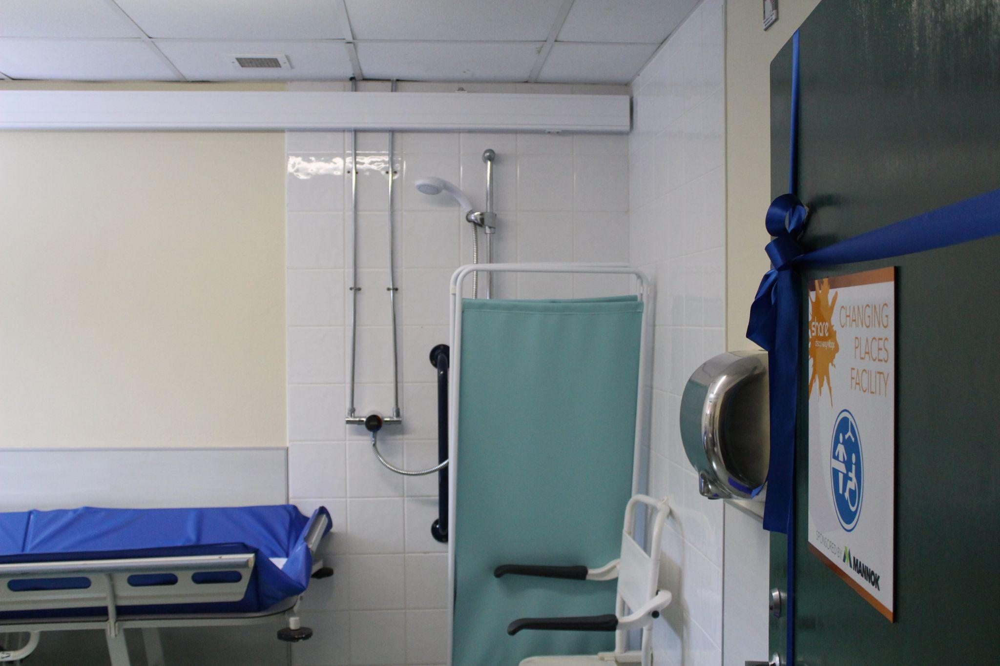 share
discovery village
CHANGING
PLACES
FACILITY
SPONSORED BY MANNOK